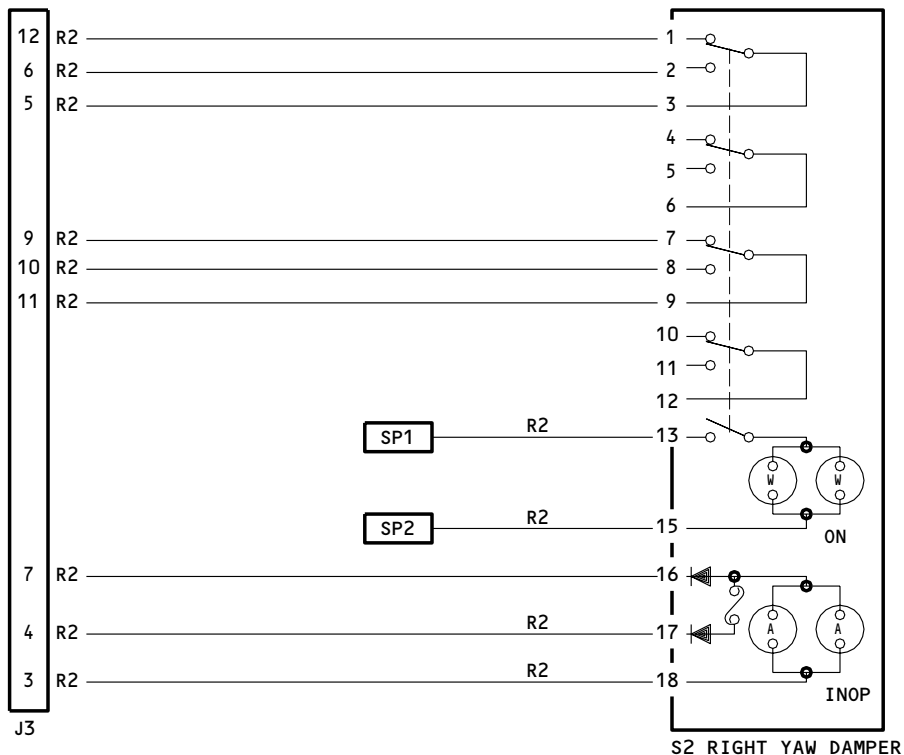 12 R2 1
6 R2 2
5 R2 3
4
5
6
9 R2 7
10 R2 8
11 R2 9
10
11
12
SP1 R2 13
W W
SP2 R2 15
ON
7 R2 16
4 R2 R2 17
A A
3 R2 R2 18
INOP
J3
S2 RIGHT YAW DAMPER